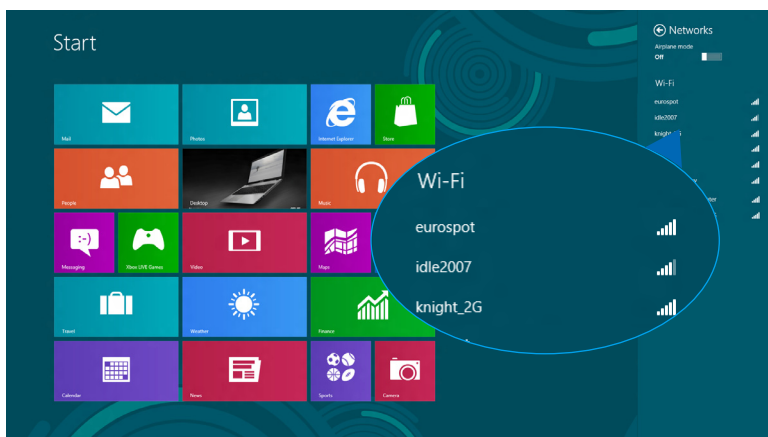 Start
Mail
Photos
Internet Explorer
Store
People
Desktop
Music
Messaging
Xbox LIVE Games
Video
Maps
Travel
Weather
Finance
Calendar
News
Sports
Camera
Wi-Fi
eurospot
idle2007
knight_2G
Networks
Airplane mode
Off
Wi-Fi
eurospot
idle2007